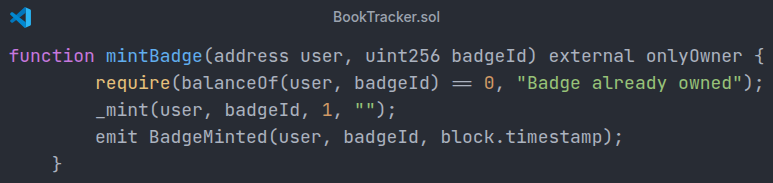 BookTracker.sol
function mintBadge(address user, uint256 badgeId) external onlyOwner {
        require(balanceOf(user, badgeId) == 0, "Badge already owned");
        _mint(user, badgeId, 1, "");
        emit BadgeMinted(user, badgeId, block.timestamp);
    }